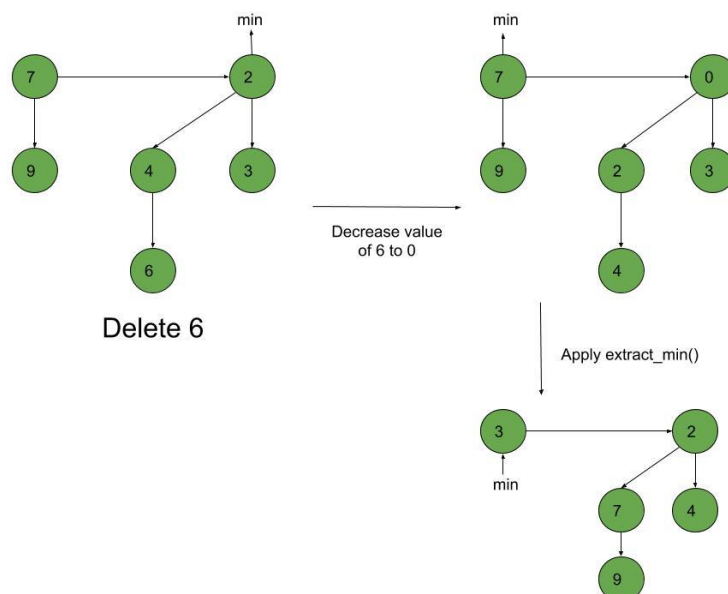 min
7
2
9
4
3
6
Delete 6
Decrease value
of 6 to 0
min
7
0
9
2
3
4
Apply extract_min()
3
2
min
7
4
9